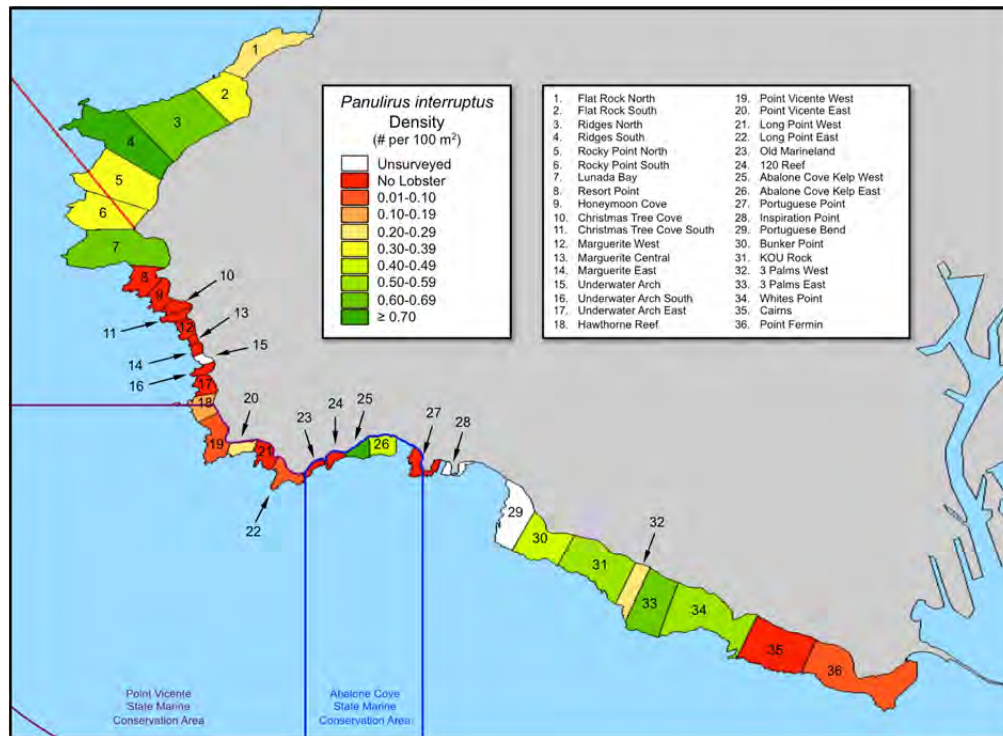 Panulirus interruptus
Density
(# per 100 m²)
Unsurveyed
No Lobster
0.01-0.10
0.10-0.19
0.20-0.29
0.30-0.39
0.40-0.49
0.50-0.59
0.60-0.69
≥ 0.70
1. Flat Rock North
2. Flat Rock South
3. Ridges North
4. Ridges South
5. Rocky Point North
6. Rocky Point South
7. Lunada Bay
8. Resort Point
9. Honeymoon Cove
10. Christmas Tree Cove
11. Christmas Tree Cove South
12. Marguerite West
13. Marguerite Central
14. Marguerite East
15. Underwater Arch
16. Underwater Arch South
17. Underwater Arch East
18. Hawthorne Reef
19. Point Vicente West
20. Point Vicente East
21. Long Point West
22. Long Point East
23. Old Marineland
24. 120 Reef
25. Abalone Cove Kelp West
26. Abalone Cove Kelp East
27. Portuguese Point
28. Inspiration Point
29. Portuguese Bend
30. Bunker Point
31. KOU Rock
32. 3 Palms West
33. 3 Palms East
34. Whites Point
35. Cairns
36. Point Fermin
1
2
3
4
5
6
7
8
9
10
11
12
13
14
15
16
17
18
19
20
21
22
23
24
25
26
27
28
29
30
31
32
33
34
35
36
Point Vicente
State Marine
Conservation Area
Abalone Cove
State Marine
Conservation Area